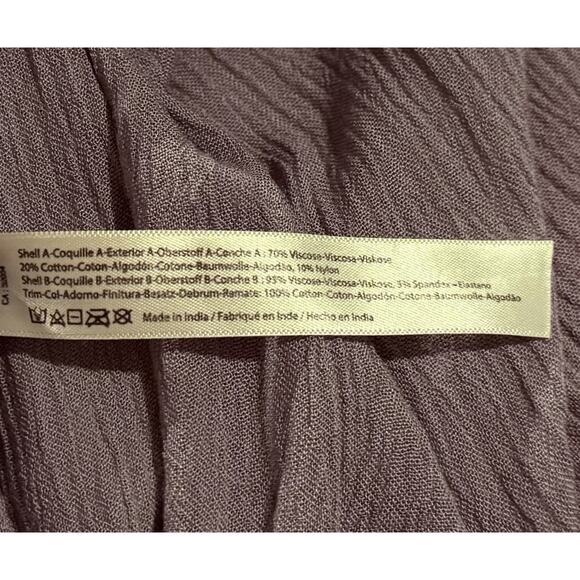 Shell A-Coquille A-Exterior A-Oberstoff A-Conche A : 70% Viscose-Viscosa-Viskose
20% Cotton-Coton-Algodón-Cotone-Baumwolle-Algodão, 10% Nylon
Shell B-Coquille B-Exterior B-Oberstoff B-Conche B : 95% Viscose-Viscosa-Viskose, 5% Spandex – Elastano
Trim-Col-Adorno-Finitura-Besatz-Debrum-Remate: 100% Cotton-Coton-Algodón-Cotone-Baumwolle-Algodão
Made in India / Fabriqué en Inde / Hecho en India